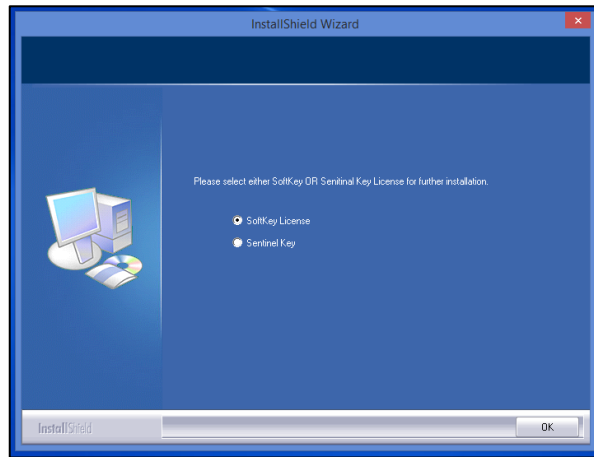 InstallShield Wizard
Please select either SoftKey OR Senitinal Key License for further installation.
SoftKey License
Sentinel Key
InstallShield
OK